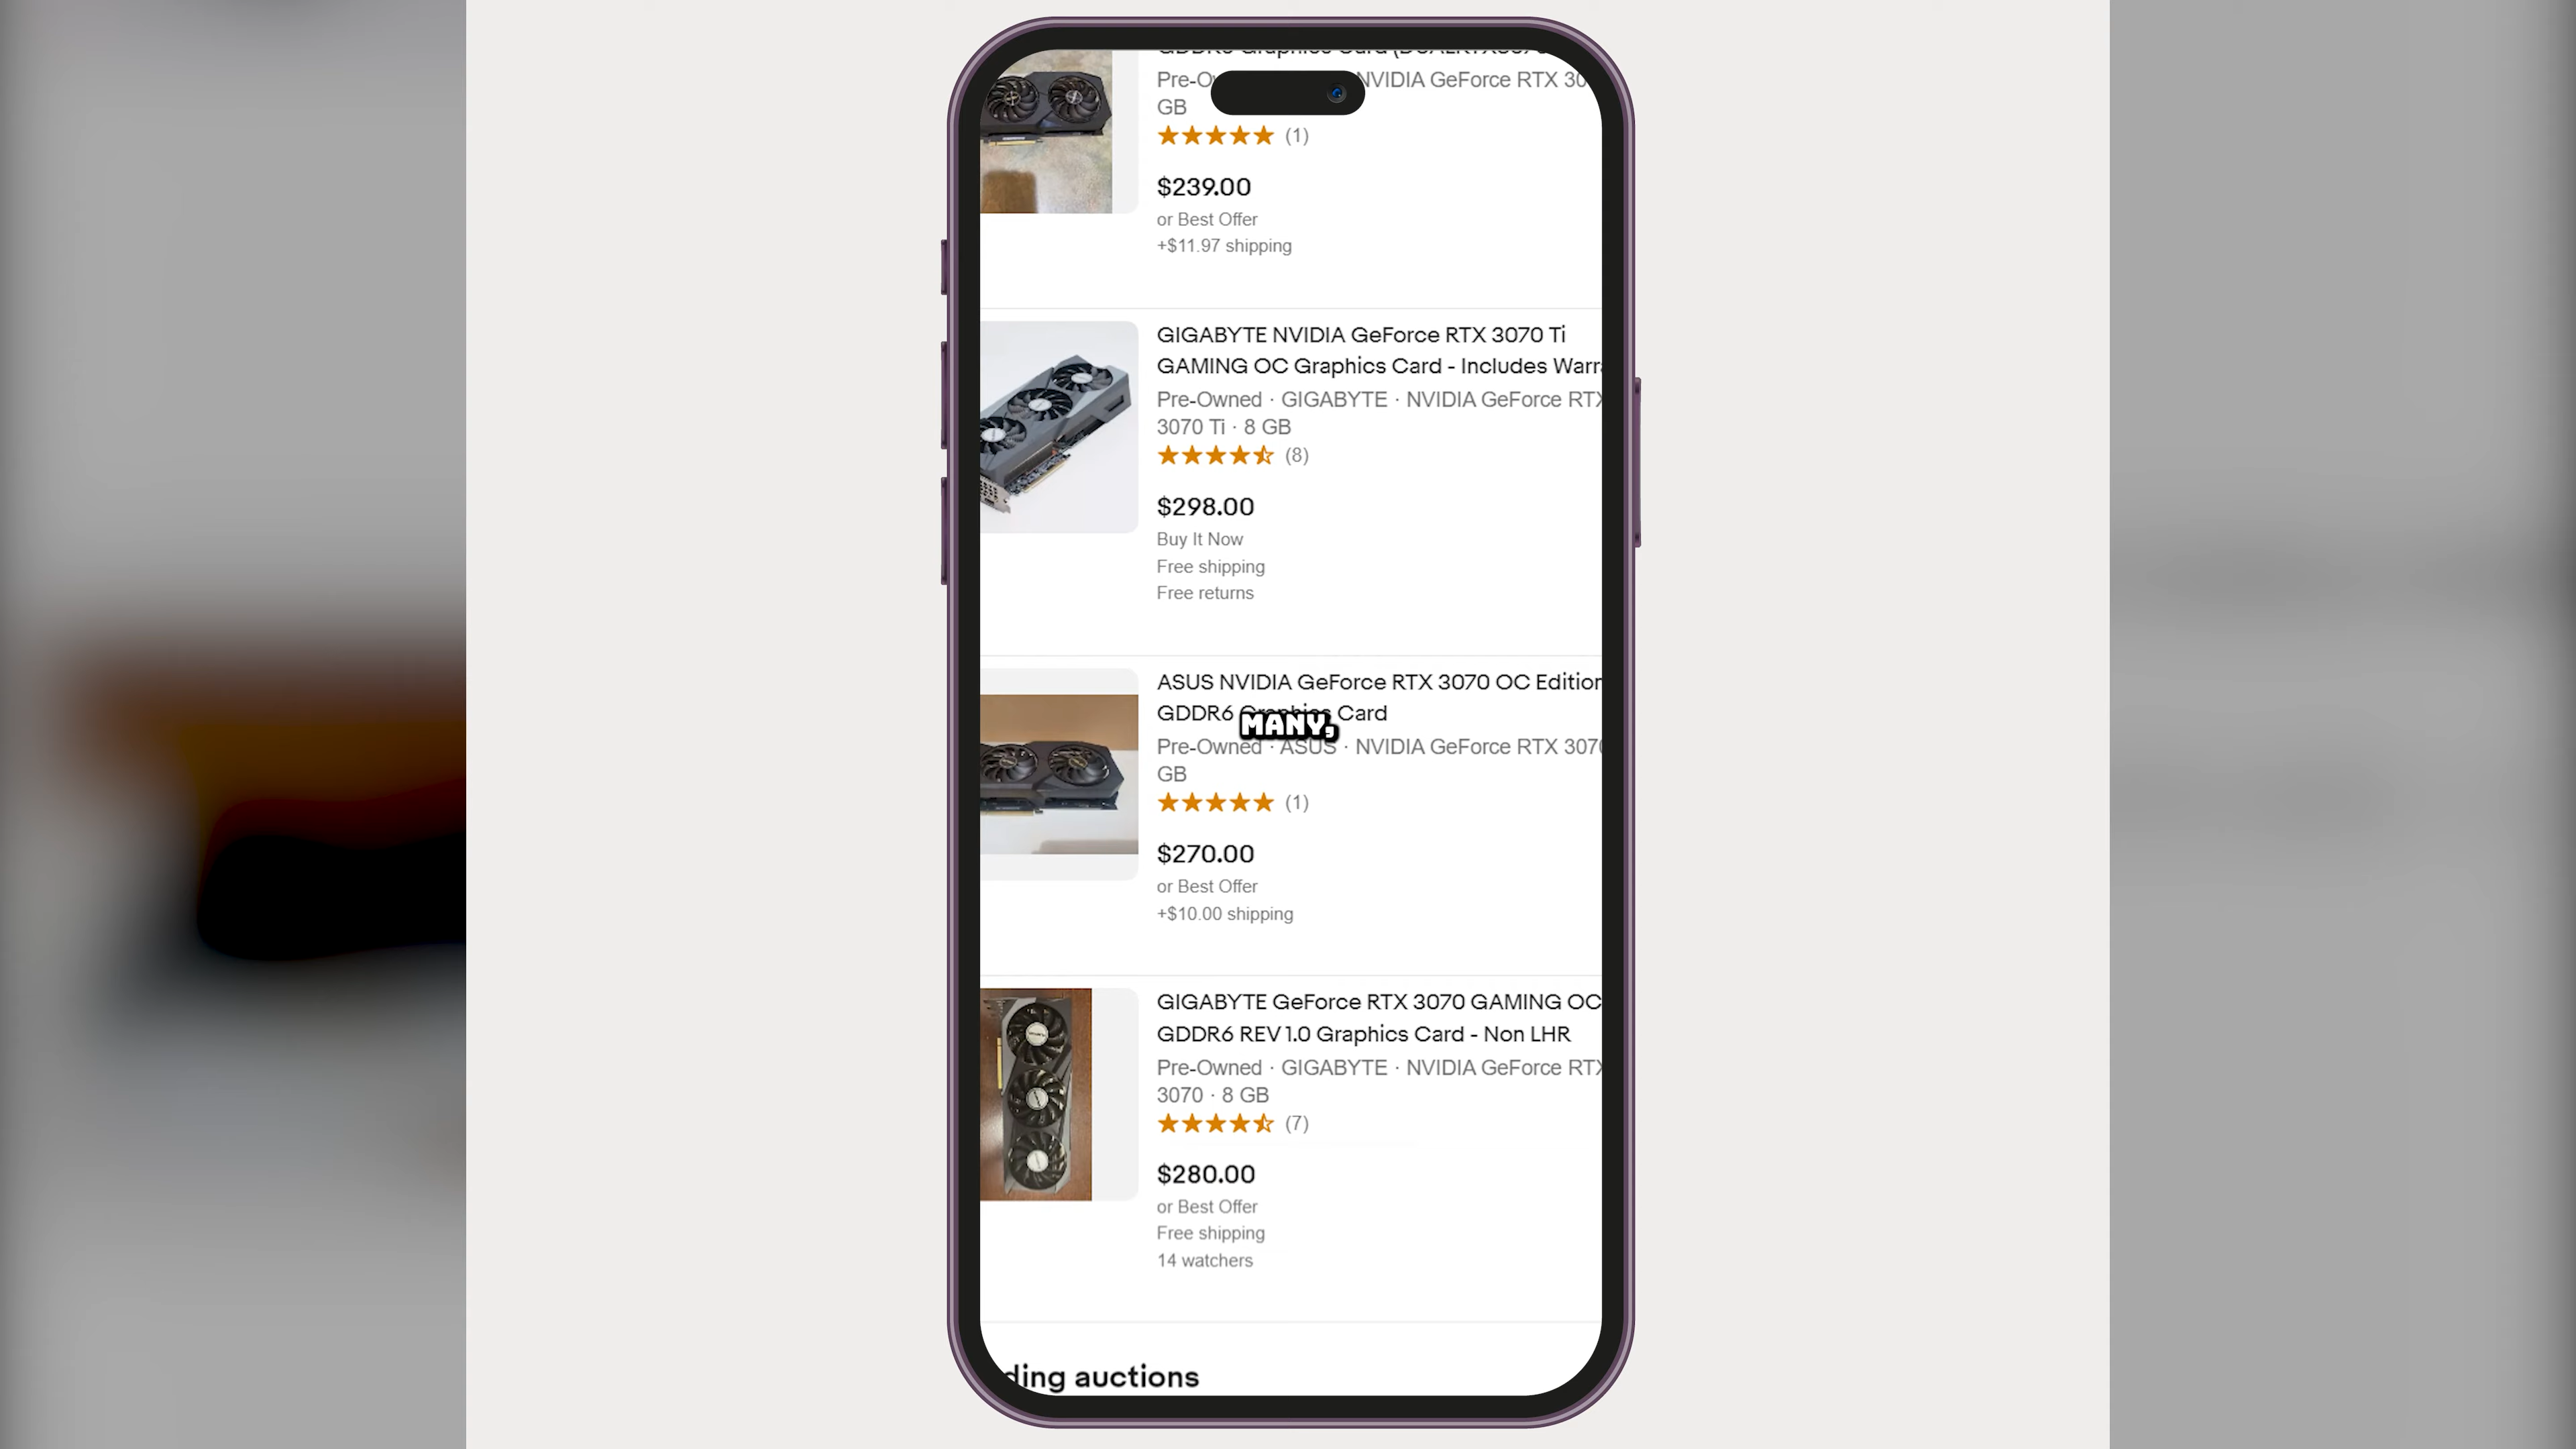 GDDR6 Graphics Card
Pre-O NVIDIA GeForce RTX 30
GB
(1)
$239.00
or Best Offer
+$11.97 shipping
GIGABYTE NVIDIA GeForce RTX 3070 Ti
GAMING OC Graphics Card - Includes Warr
Pre-Owned · GIGABYTE · NVIDIA GeForce RTX
3070 Ti · 8 GB
(8)
$298.00
Buy It Now
Free shipping
Free returns
ASUS NVIDIA GeForce RTX 3070 OC Edition
GDDR6 Graphics Card
MANY,
Pre-Owned · ASUS · NVIDIA GeForce RTX 3070
GB
(1)
$270.00
or Best Offer
+$10.00 shipping
GIGABYTE GeForce RTX 3070 GAMING OC
GDDR6 REV 1.0 Graphics Card - Non LHR
Pre-Owned · GIGABYTE · NVIDIA GeForce RTX
3070 · 8 GB
(7)
$280.00
or Best Offer
Free shipping
14 watchers
ding auctions